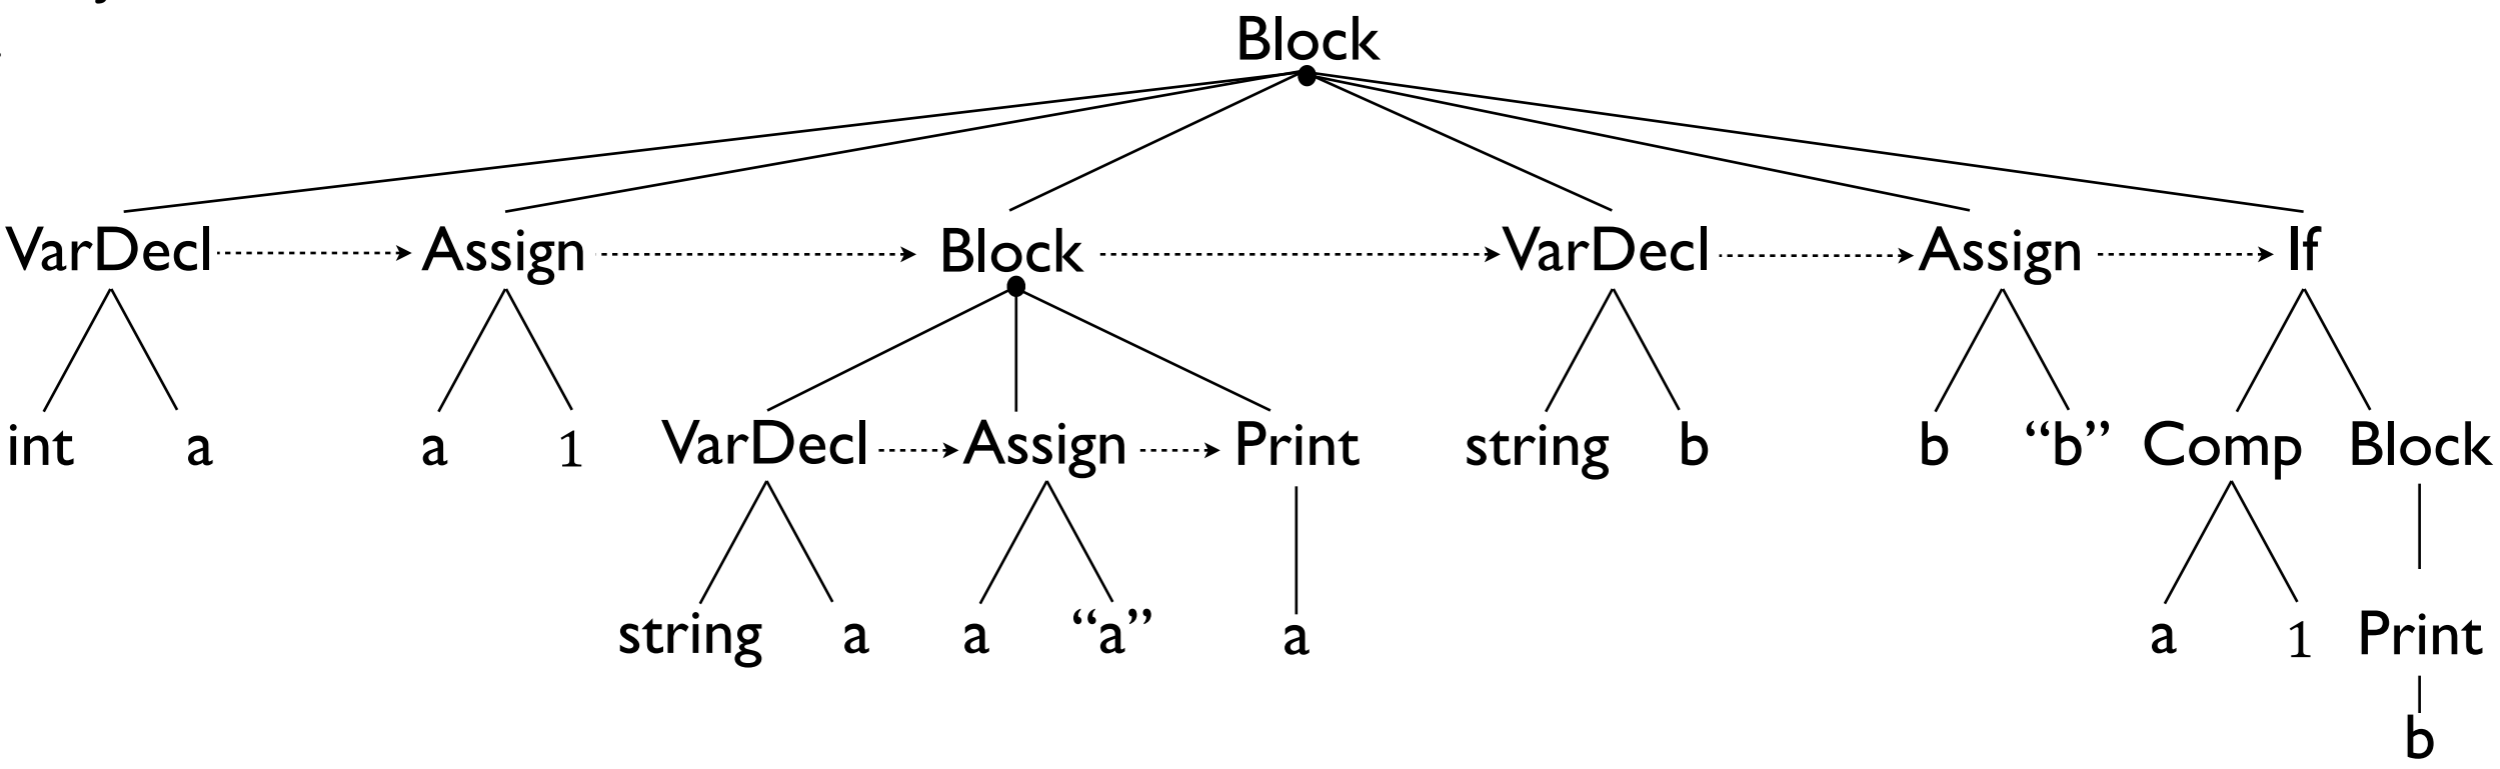 Block
VarDecl Assign Block VarDecl Assign If
int a a 1 VarDecl Assign Print string b b “b” Comp Block
string a a “a” a a 1 Print
b